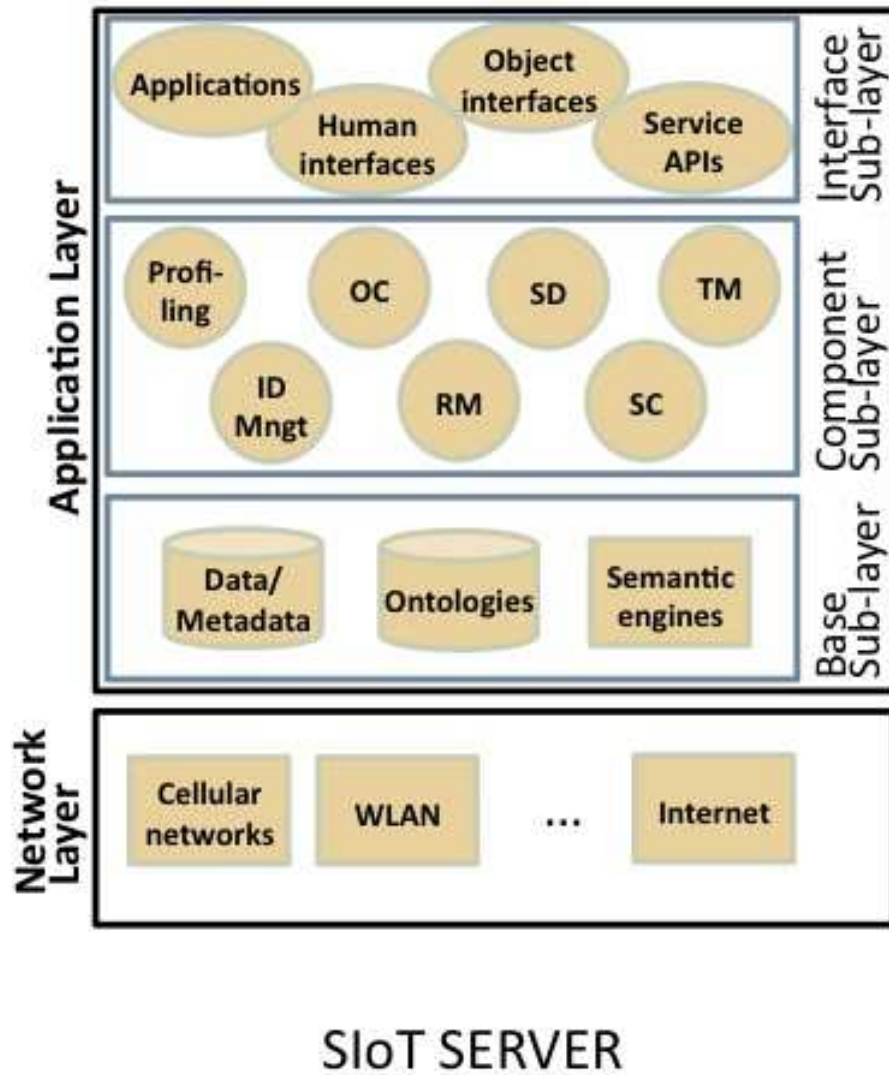 Applications
Object
interfaces
Human
interfaces
Service
APIs
Interface
Sub-layer
Application Layer
Profi-
ling
OC
SD
TM
ID
Mngt
RM
SC
Component
Sub-layer
Data/
Metadata
Ontologies
Semantic
engines
Base
Sub-layer
Network
Layer
Cellular
networks
WLAN
...
Internet
SIoT SERVER